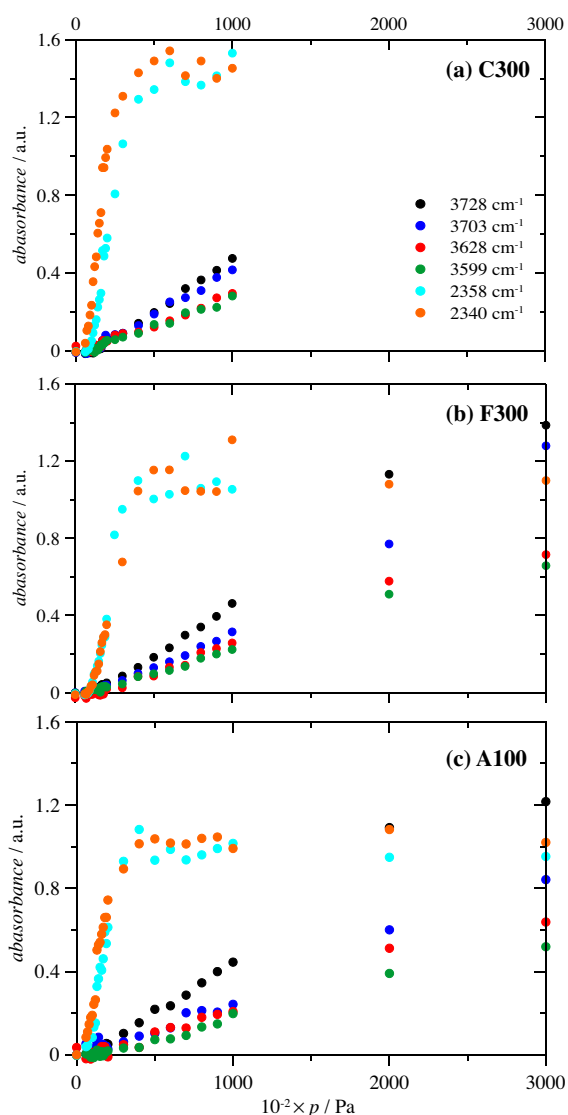 0 1000 2000 3000
1.6
(a) C300
1.2
abasorbance / a.u.
0.8
3728 cm⁻¹
3703 cm⁻¹
3628 cm⁻¹
0.4
3599 cm⁻¹
2358 cm⁻¹
2340 cm⁻¹
0
1.6
(b) F300
1.2
abasorbance / a.u.
0.8
0.4
0
1.6
(c) A100
1.2
abasorbance / a.u.
0.8
0.4
0
0 1000 2000 3000
10⁻² × p / Pa